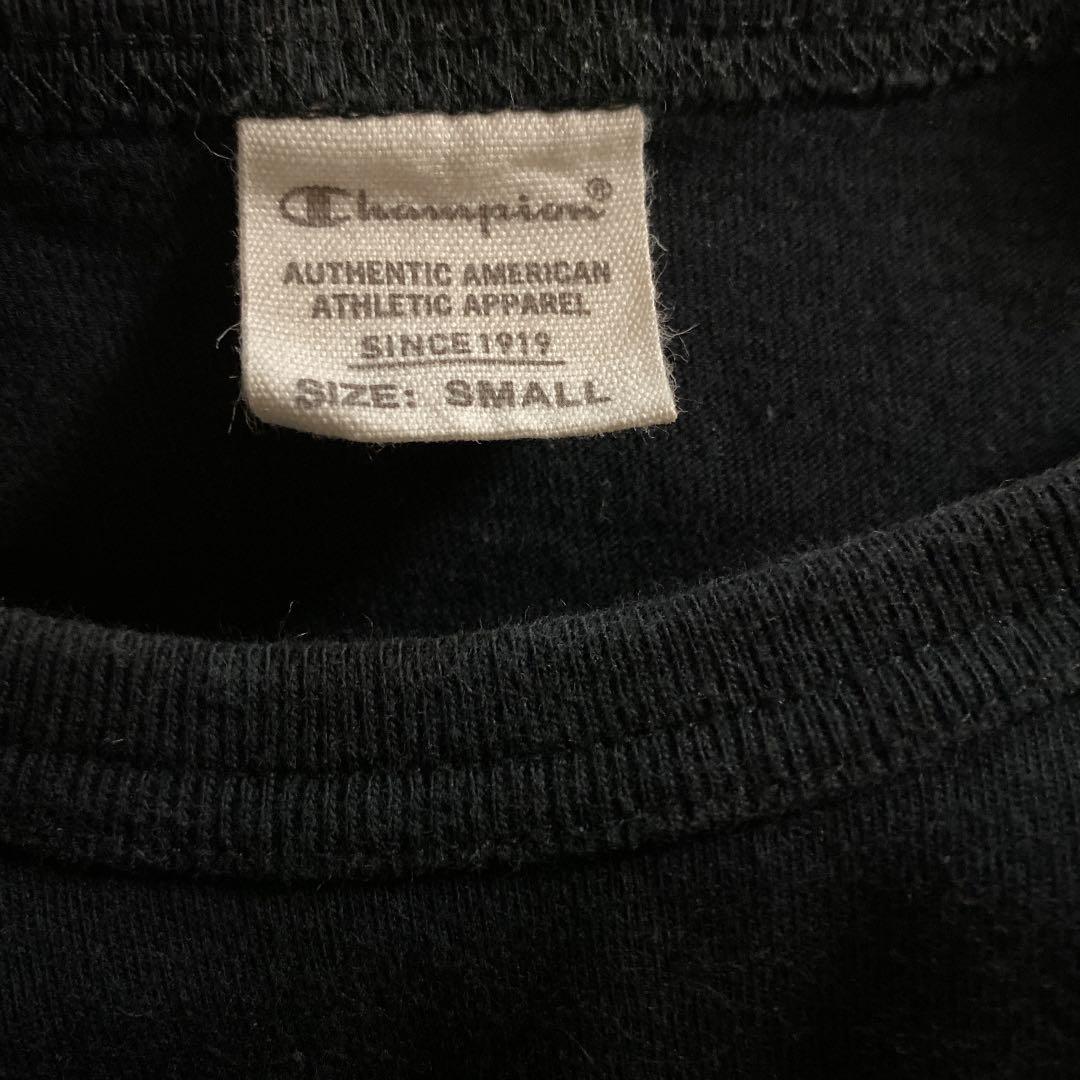 Champion®
AUTHENTIC AMERICAN
ATHLETIC APPAREL
SINCE 1919
SIZE: SMALL